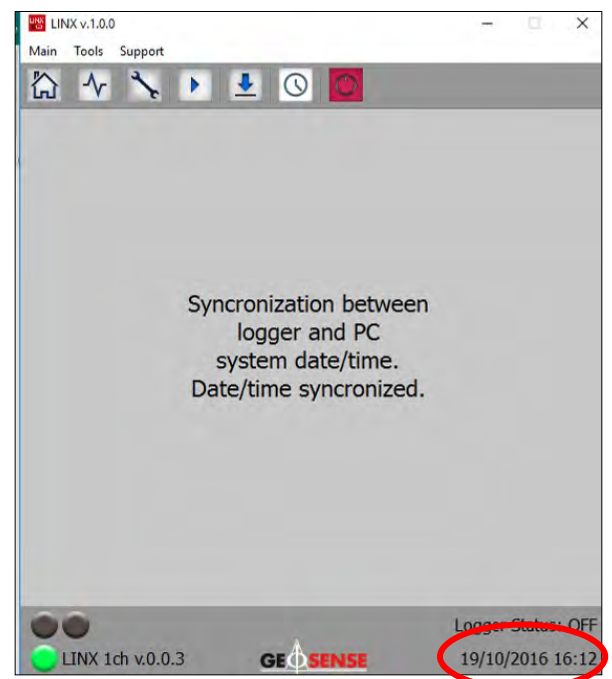 LINX v.1.0.0
Main Tools Support
Syncronization between
logger and PC
system date/time.
Date/time syncronized.
Logger Status: OFF
LINX 1ch v.0.0.3
GEOSENSE
19/10/2016 16:12